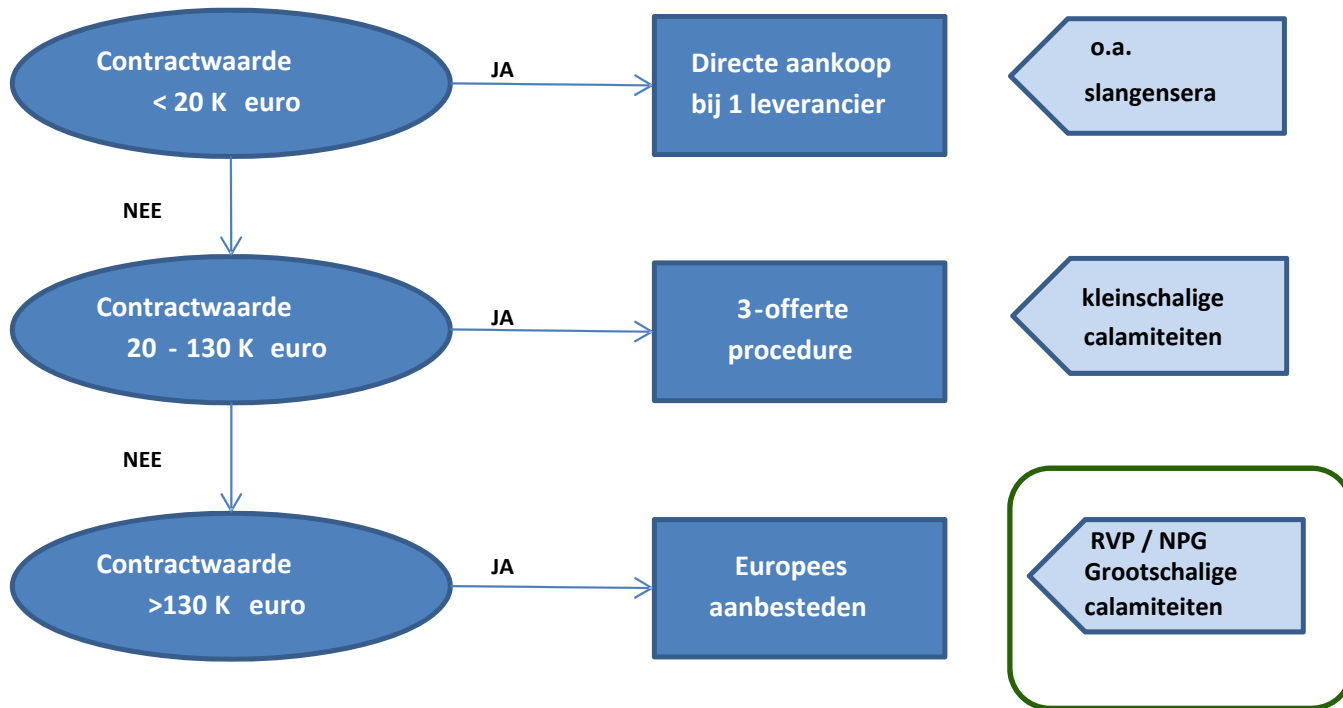 Contractwaarde
< 20 K euro
JA
Directe aankoop
bij 1 leverancier
o.a.
slangensera
NEE
Contractwaarde
20 - 130 K euro
JA
3-offerte
procedure
kleinschalige
calamiteiten
NEE
Contractwaarde
>130 K euro
JA
Europees
aanbesteden
RVP / NPG
Grootschalige
calamiteiten